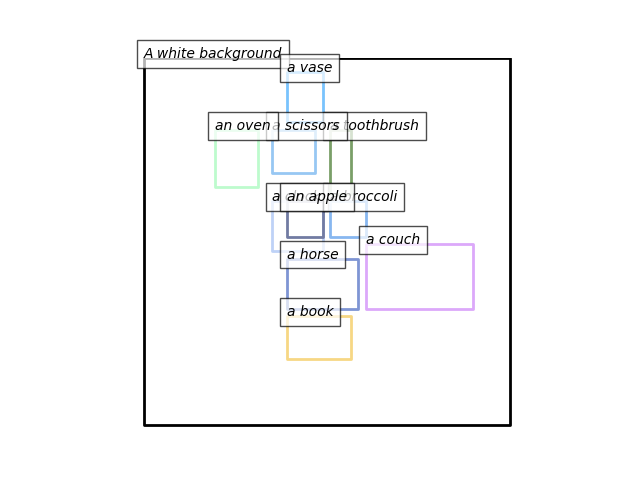 A white background
a vase
an oven
a scissors
toothbrush
a
an apple
broccoli
a couch
a horse
a book